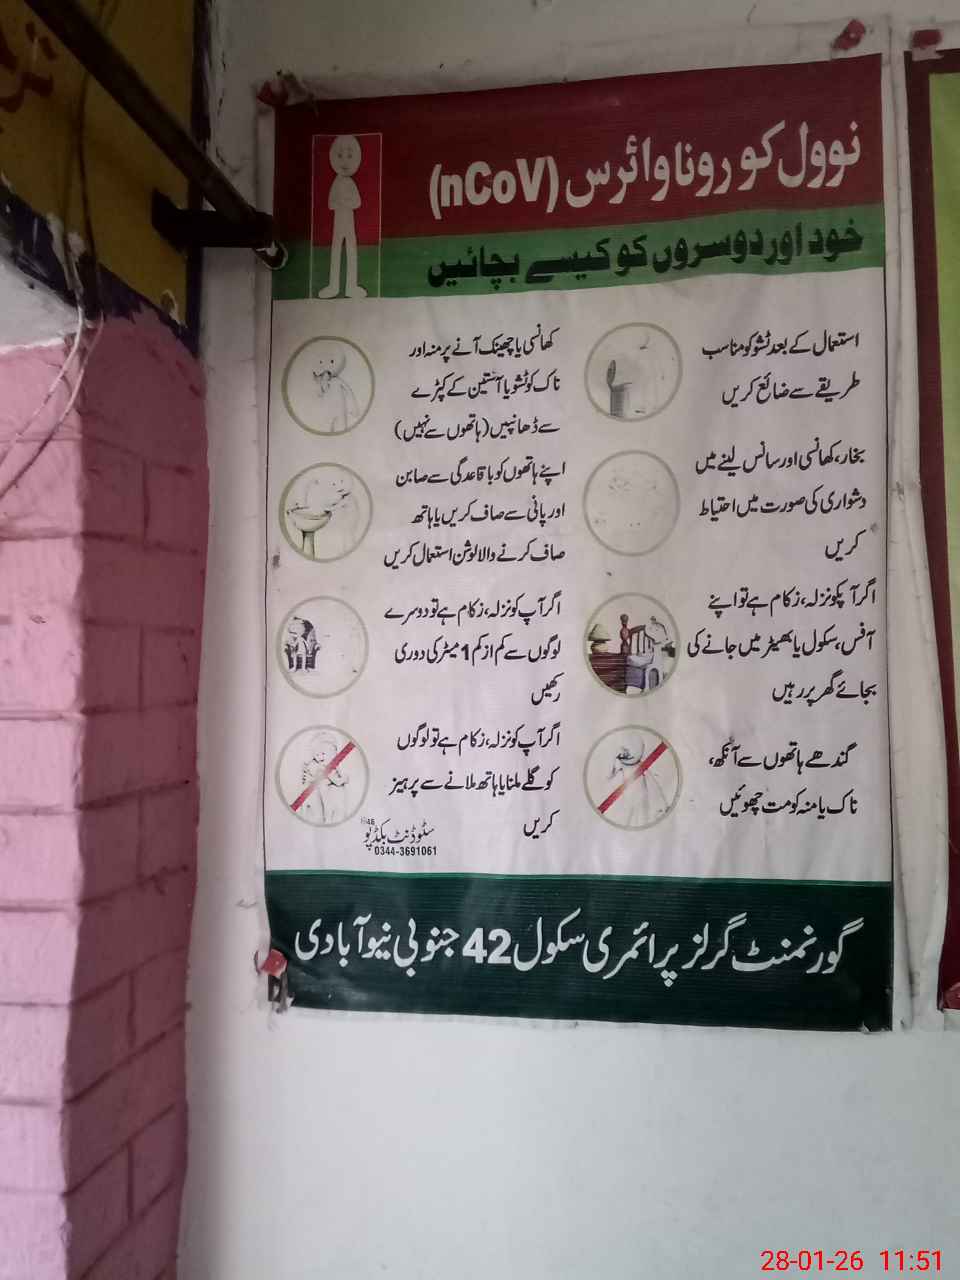 نوول کورونا وائرس (nCoV)
خود اور دوسروں کو کیسے بچائیں
استعمال کے بعد ٹشو کو مناسب
طریقے سے ضائع کریں
کھانسی یا چھینک آنے پر منہ اور
ناک کو ٹشو یا آستین کے کپڑے
سے ڈھانپیں (ہاتھوں سے نہیں)
بخار، کھانسی اور سانس لینے میں
دشواری کی صورت میں احتیاط
کریں
اپنے ہاتھوں کو باقاعدگی سے صابن
اور پانی سے صاف کریں یا ہاتھ
صاف کرنے والا لوشن استعمال کریں
اگر آپکو نزلہ، زکام ہے تو اپنے
آفس، سکول یا بھیڑ میں جانے کی
بجائے گھر پر رہیں
اگر آپ کو نزلہ، زکام ہے تو دوسرے
لوگوں سے کم از کم 1 میٹر کی دوری
رکھیں
گندھے ہاتھوں سے آنکھ،
ناک یا منہ کو مت چھوئیں
اگر آپ کو نزلہ، زکام ہے تو لوگوں
کو گلے ملنا یا ہاتھ ملانے سے پرہیز
کریں
سٹوڈنٹ بکڈپو
0344-3691061
گورنمنٹ گرلز پرائمری سکول 42 جنوبی نیو آبادی
28-01-26 11:51